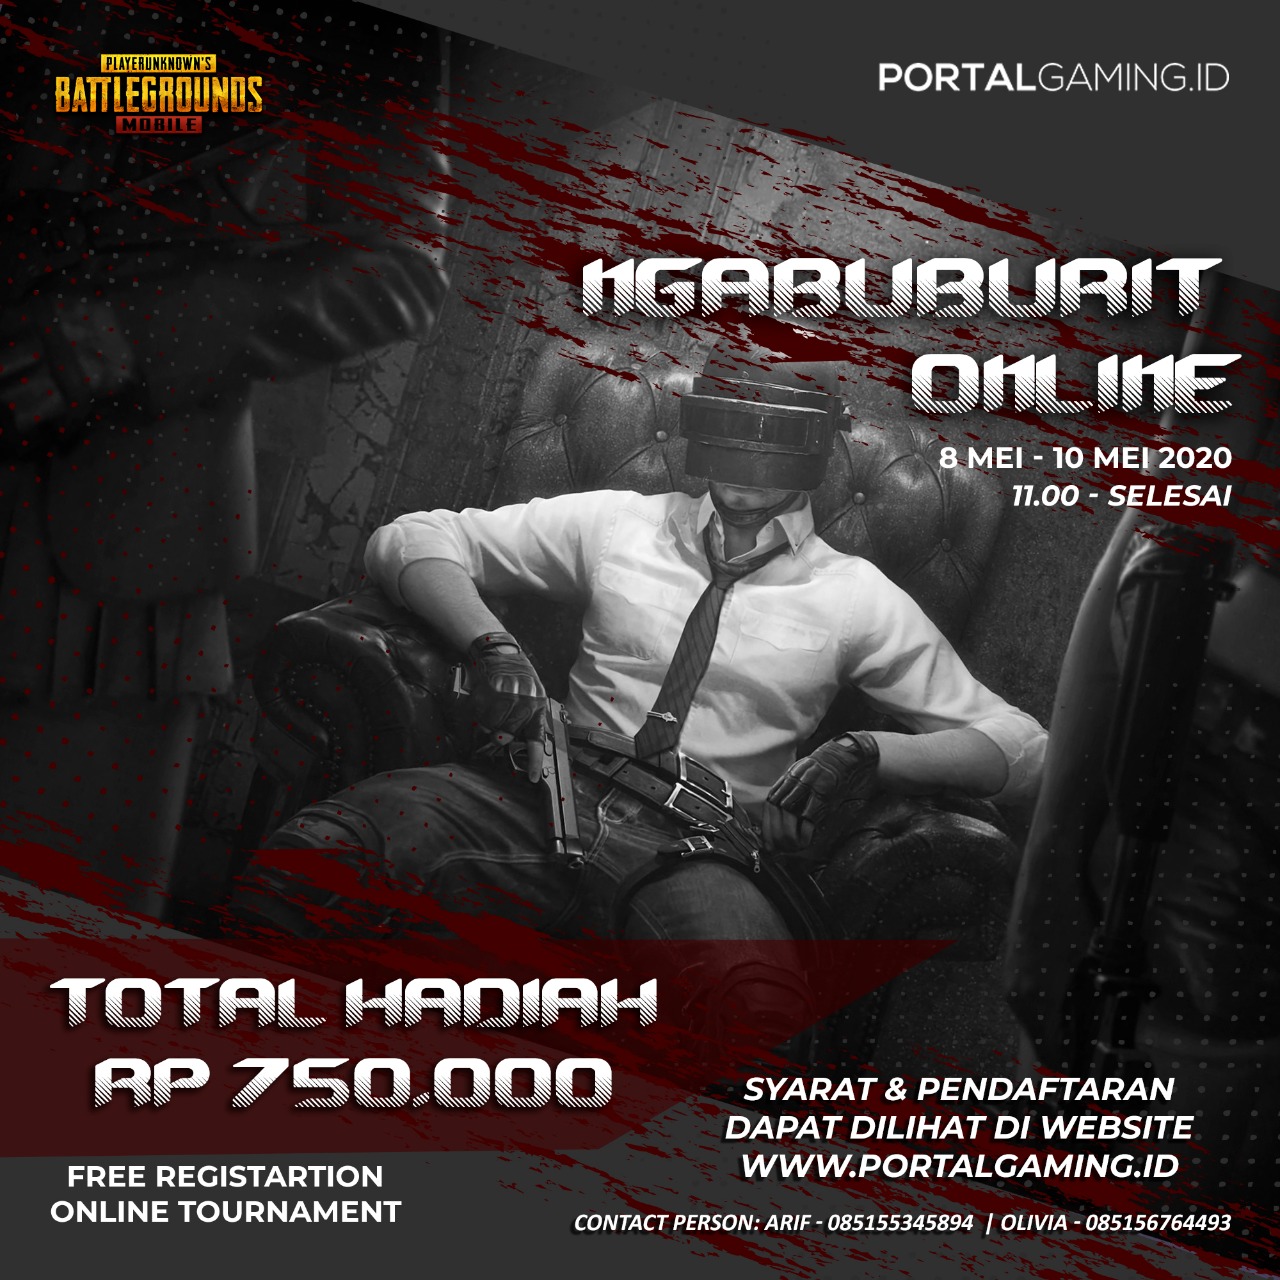 PLAYERUNKNOWN'S
BATTLEGROUNDS
MOBILE
PORTALGAMING.ID
NGABUBURIT
ONLINE
8 MEI - 10 MEI 2020
11.00 - SELESAI
TOTAL HADIAH
RP 750,000
FREE REGISTARTION
ONLINE TOURNAMENT
SYARAT & PENDAFTARAN
DAPAT DILIHAT DI WEBSITE
WWW.PORTALGAMING.ID
CONTACT PERSON: ARIF - 085155345894 | OLIVIA - 085156764493